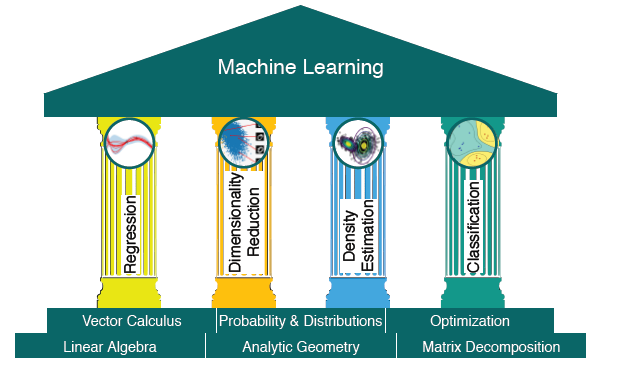 Machine Learning
Regression
Dimensionality
Reduction
Density
Estimation
Classification
Vector Calculus
Probability & Distributions
Optimization
Linear Algebra
Analytic Geometry
Matrix Decomposition